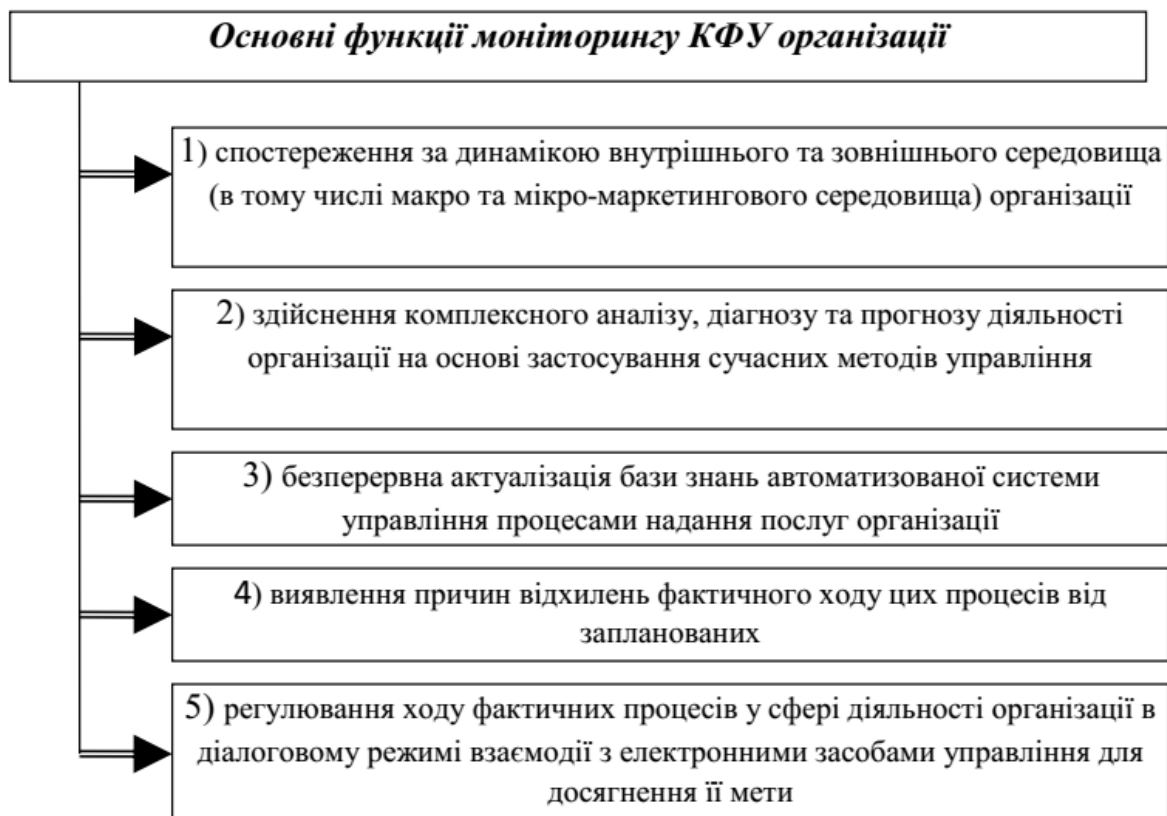 Основні функції моніторингу КФУ організації
1) спостереження за динамікою внутрішнього та зовнішнього середовища
(в тому числі макро та мікро-маркетингового середовища) організації
2) здійснення комплексного аналізу, діагнозу та прогнозу діяльності
організації на основі застосування сучасних методів управління
3) безперервна актуалізація бази знань автоматизованої системи
управління процесами надання послуг організації
4) виявлення причин відхилень фактичного ходу цих процесів від
запланованих
5) регулювання ходу фактичних процесів у сфері діяльності організації в
діалоговому режимі взаємодії з електронними засобами управління для
досягнення її мети